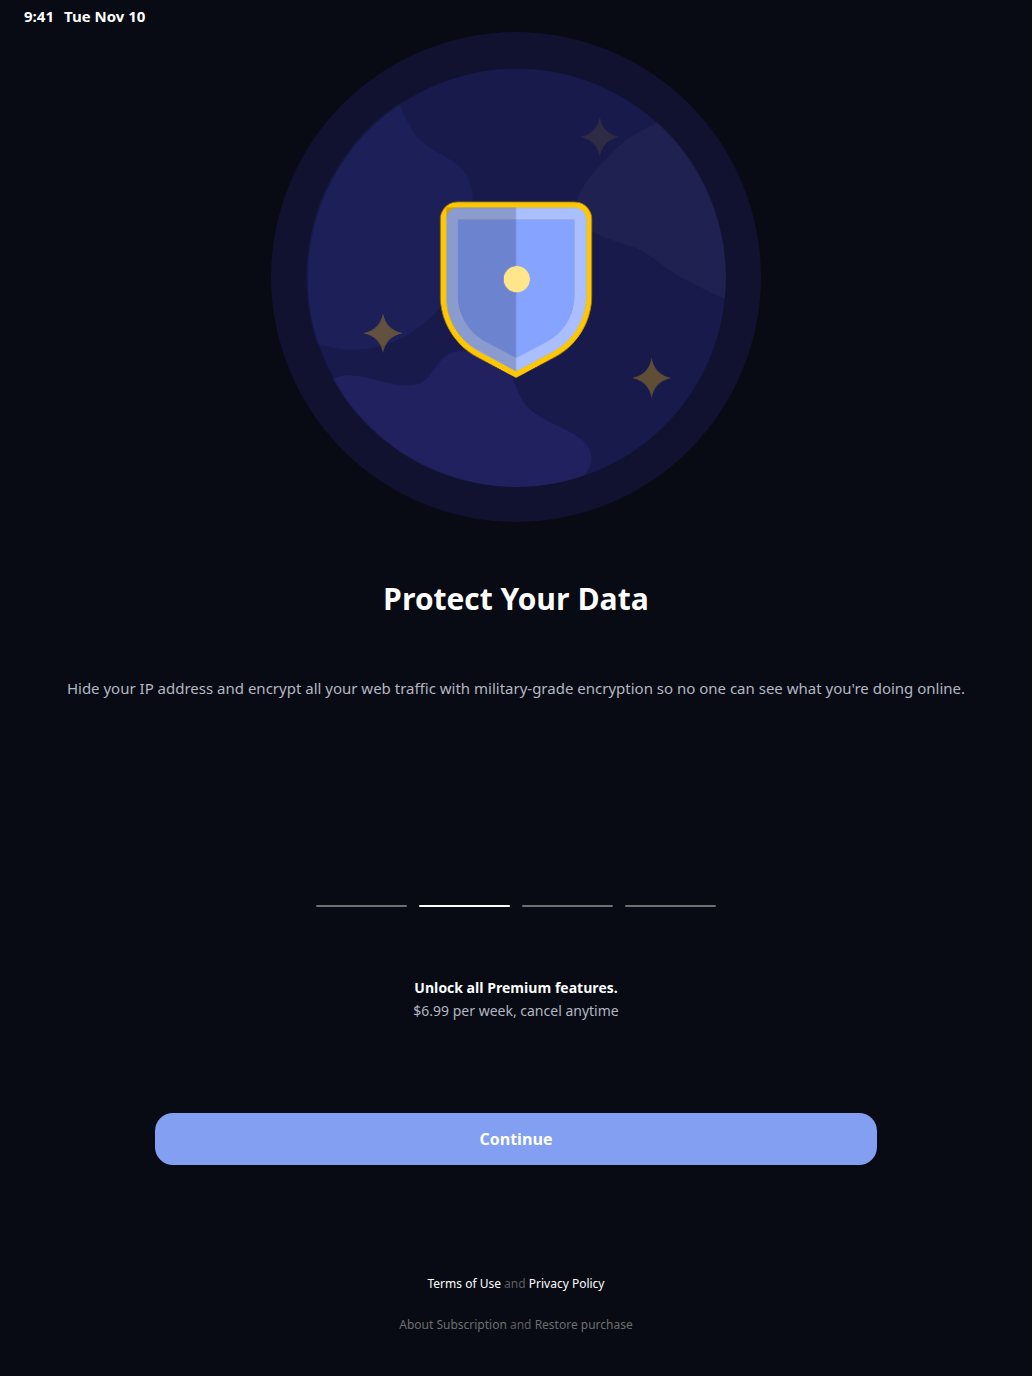 9:41 Tue Nov 10
Protect Your Data
Hide your IP address and encrypt all your web traffic with military-grade encryption so no one can see what you're doing online.
Unlock all Premium features.
$6.99 per week, cancel anytime
Continue
Terms of Use and Privacy Policy
About Subscription and Restore purchase